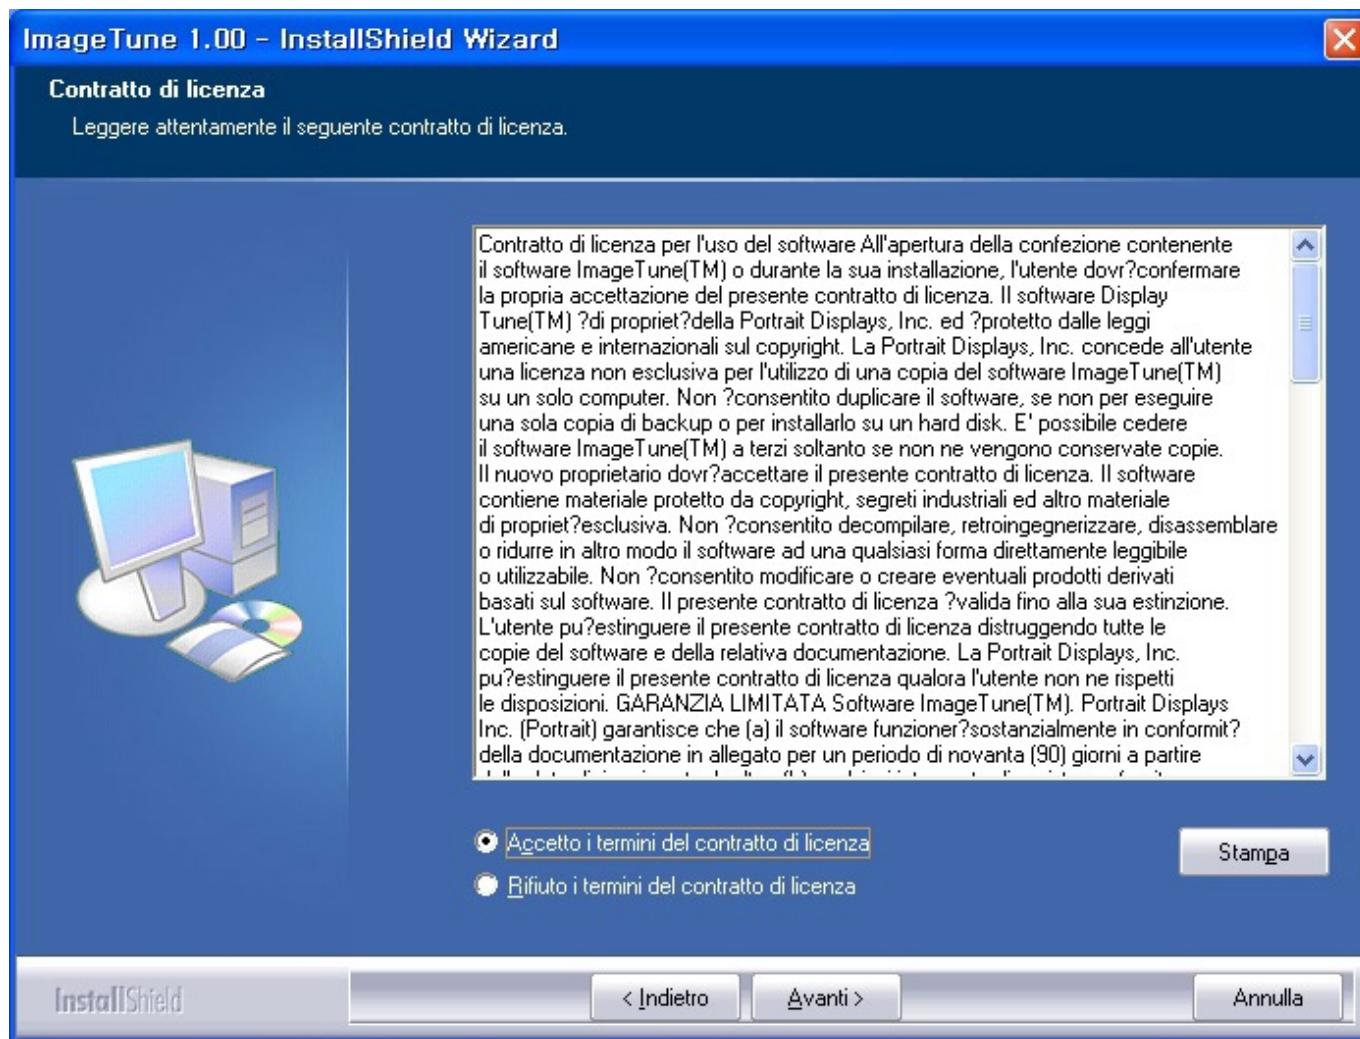 ImageTune 1.00 - InstallShield Wizard
Contratto di licenza
Leggere attentamente il seguente contratto di licenza.
Contratto di licenza per l'uso del software All'apertura della confezione contenente
il software ImageTune(TM) o durante la sua installazione, l'utente dovr?confermare
la propria accettazione del presente contratto di licenza. Il software Display
Tune(TM) ?di propriet?della Portrait Displays, Inc. ed ?protetto dalle leggi
americane e internazionali sul copyright. La Portrait Displays, Inc. concede all'utente
una licenza non esclusiva per l'utilizzo di una copia del software ImageTune(TM)
su un solo computer. Non ?consentito duplicare il software, se non per eseguire
una sola copia di backup o per installarlo su un hard disk. E' possibile cedere
il software ImageTune(TM) a terzi soltanto se non ne vengono conservate copie.
Il nuovo proprietario dovr?accettare il presente contratto di licenza. Il software
contiene materiale protetto da copyright, segreti industriali ed altro materiale
di propriet?esclusiva. Non ?consentito decompilare, retroingegnerizzare, disassemblare
o ridurre in altro modo il software ad una qualsiasi forma direttamente leggibile
o utilizzabile. Non ?consentito modificare o creare eventuali prodotti derivati
basati sul software. Il presente contratto di licenza ?valida fino alla sua estinzione.
L'utente pu?estinguere il presente contratto di licenza distruggendo tutte le
copie del software e della relativa documentazione. La Portrait Displays, Inc.
pu?estinguere il presente contratto di licenza qualora l'utente non ne rispetti
le disposizioni. GARANZIA LIMITATA Software ImageTune(TM). Portrait Displays
Inc. (Portrait) garantisce che (a) il software funzioner?sostanzialmente in conformit?
della documentazione in allegato per un periodo di novanta (90) giorni a partire
Accetto i termini del contratto di licenza
Rifiuto i termini del contratto di licenza
Stampa
InstallShield
< Indietro
Avanti >
Annulla